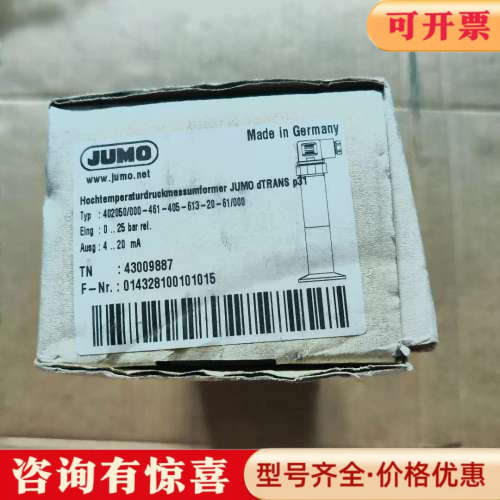 可开票
JUMO
www.jumo.net
Made in Germany
Hochtemperaturdruckmessumformer JUMO dTRANS p31
Typ : 402050/000-461-405-613-20-61/000
Eing : 0 .. 25 bar rel.
Ausg : 4 .. 20 mA
TN : 43009887
F-Nr. : 014328100101015
咨询有惊喜
型号齐全·价格优惠